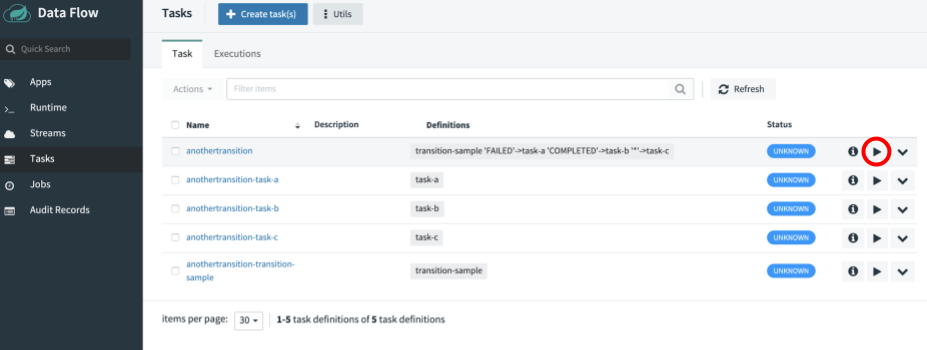 Data Flow
Quick Search
Apps
Runtime
Streams
Tasks
Jobs
Audit Records
Tasks
+ Create task(s)
Utils
Task
Executions
Actions
Filter items
Refresh
Name Description Definitions Status
anothertransition transition-sample 'FAILED'->task-a 'COMPLETED'->task-b '*'->task-c UNKNOWN
anothertransition-task-a task-a UNKNOWN
anothertransition-task-b task-b UNKNOWN
anothertransition-task-c task-c UNKNOWN
anothertransition-transition-
sample transition-sample UNKNOWN
items per page: 30 1-5 task definitions of 5 task definitions